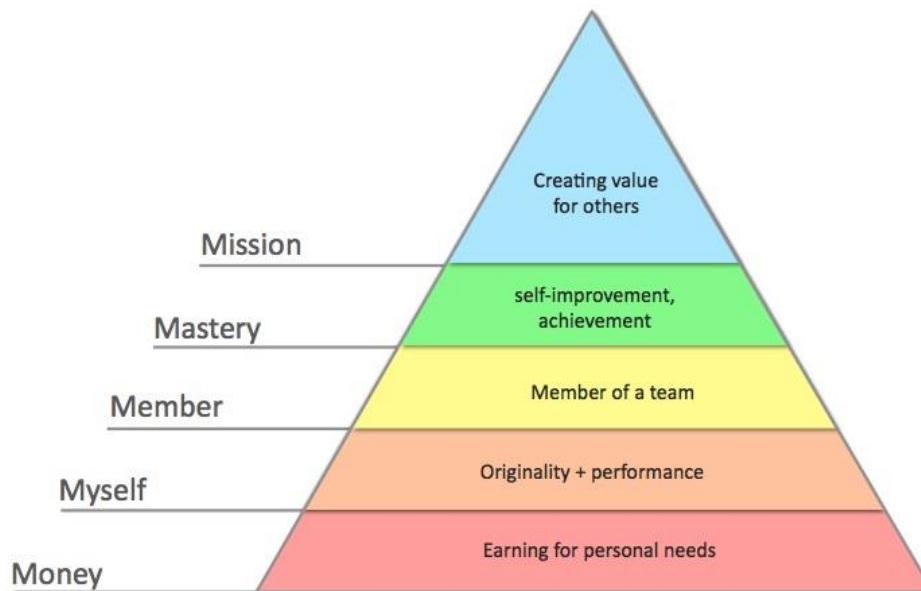 Creating value
for others
Mission
self-improvement,
achievement
Mastery
Member of a team
Member
Originality + performance
Myself
Earning for personal needs
Money